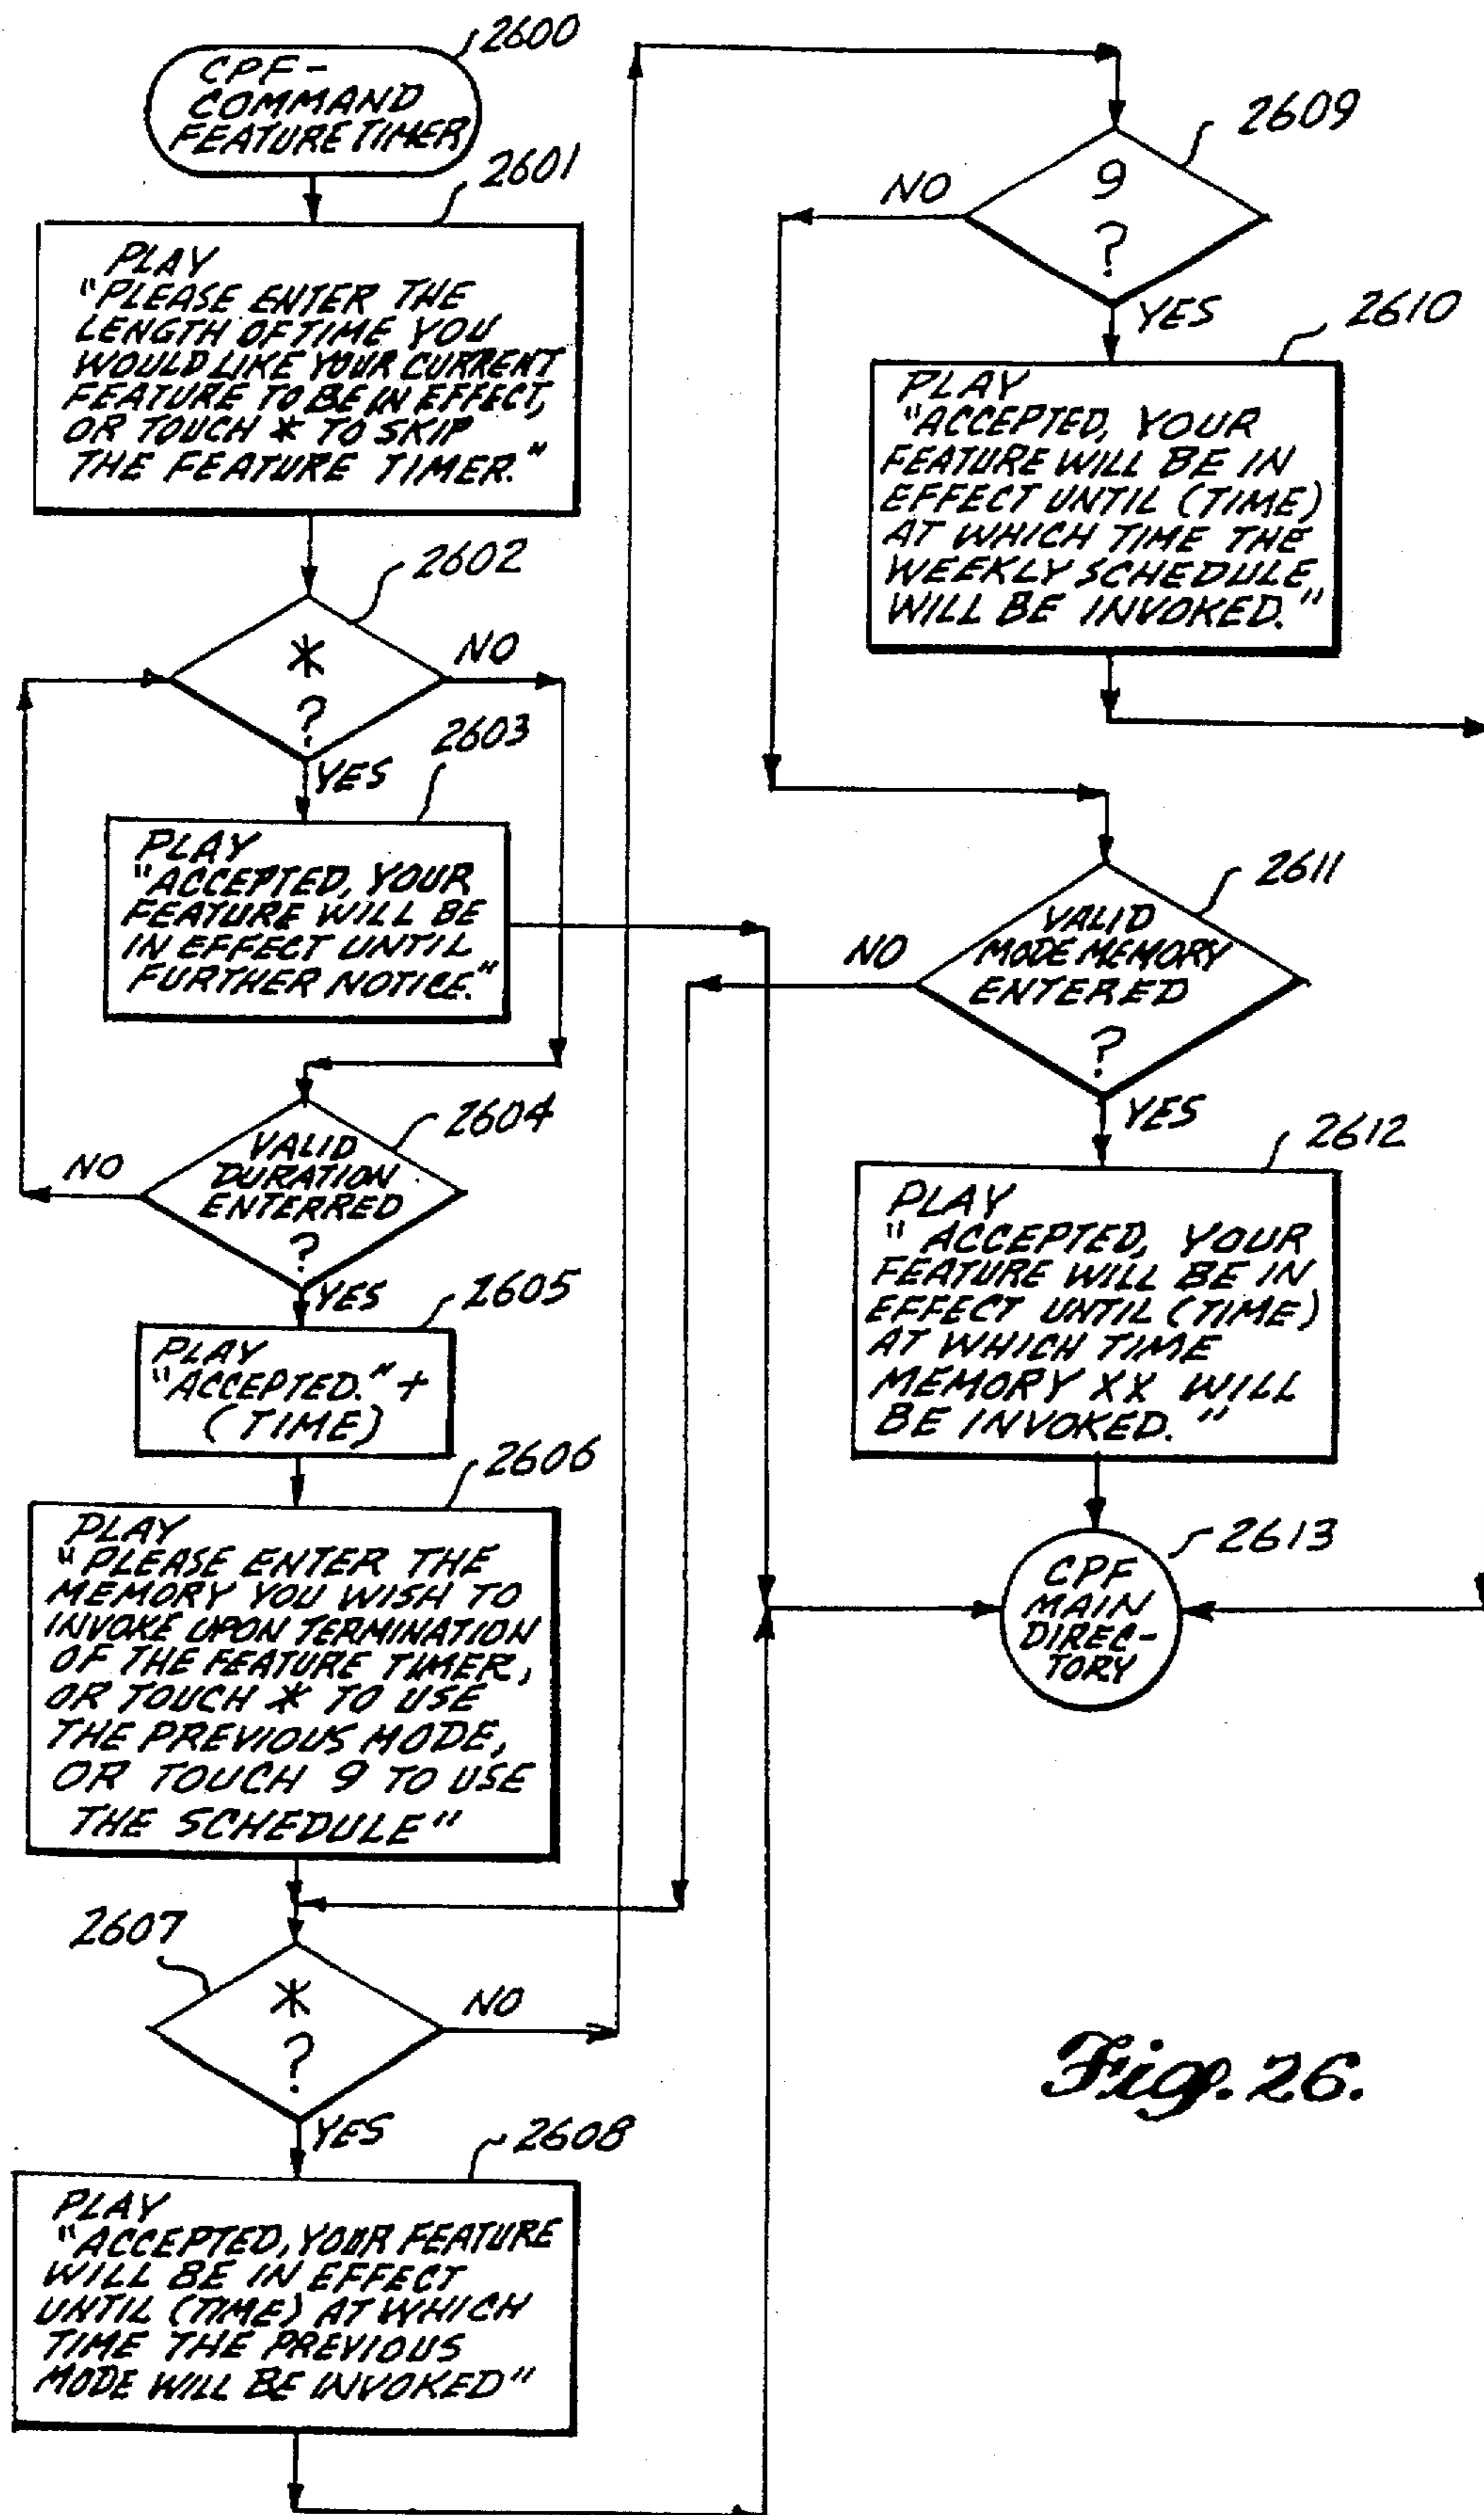 2600
CPF-
COMMAND
FEATURE TIMER
2601
PLAY
"PLEASE ENTER THE
LENGTH OF TIME YOU
WOULD LIKE YOUR CURRENT
FEATURE TO BE IN EFFECT,
OR TOUCH * TO SKIP
THE FEATURE TIMER."
2602
*
?
NO
YES
2603
PLAY
"ACCEPTED, YOUR
FEATURE WILL BE
IN EFFECT UNTIL
FURTHER NOTICE."
2604
VALID
DURATION
ENTERRED
?
NO
YES
2605
PLAY
"ACCEPTED." +
(TIME)
2606
PLAY
"PLEASE ENTER THE
MEMORY YOU WISH TO
INVOKE UPON TERMINATION
OF THE FEATURE TIMER,
OR TOUCH * TO USE
THE PREVIOUS MODE,
OR TOUCH 9 TO USE
THE SCHEDULE"
2607
*
?
NO
YES
2608
PLAY
"ACCEPTED, YOUR FEATURE
WILL BE IN EFFECT
UNTIL (TIME) AT WHICH
TIME THE PREVIOUS
MODE WILL BE INVOKED"
2609
9
?
NO
YES
2610
PLAY
"ACCEPTED, YOUR
FEATURE WILL BE IN
EFFECT UNTIL (TIME)
AT WHICH TIME THE
WEEKLY SCHEDULE
WILL BE INVOKED."
2611
VALID
MODE MEMORY
ENTERED
?
NO
YES
2612
PLAY
" ACCEPTED, YOUR
FEATURE WILL BE IN
EFFECT UNTIL (TIME)
AT WHICH TIME
MEMORY XX WILL
BE INVOKED."
2613
CPF
MAIN
DIREC-
TORY
Fig. 26.